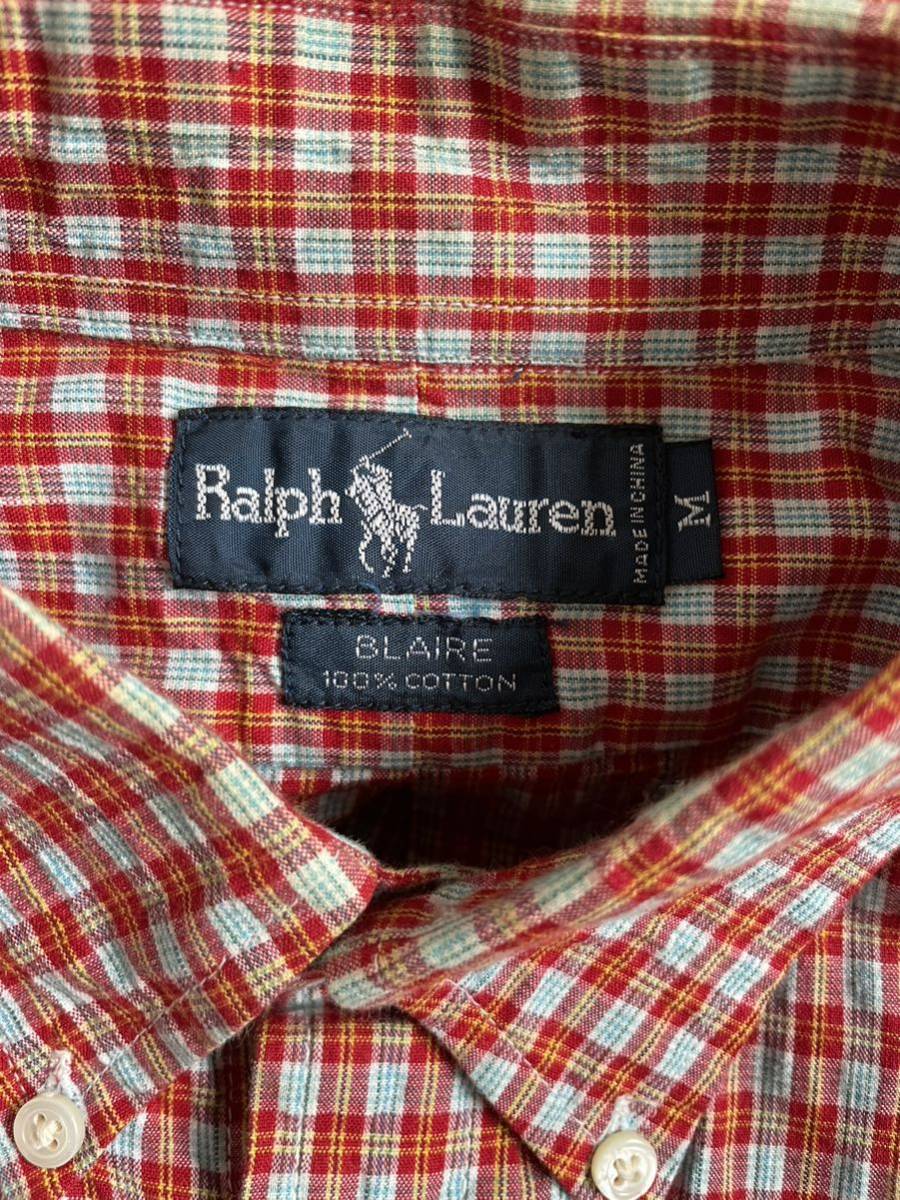 Ralph Lauren
MADE IN CHINA
M
BLAIRE
100% COTTON